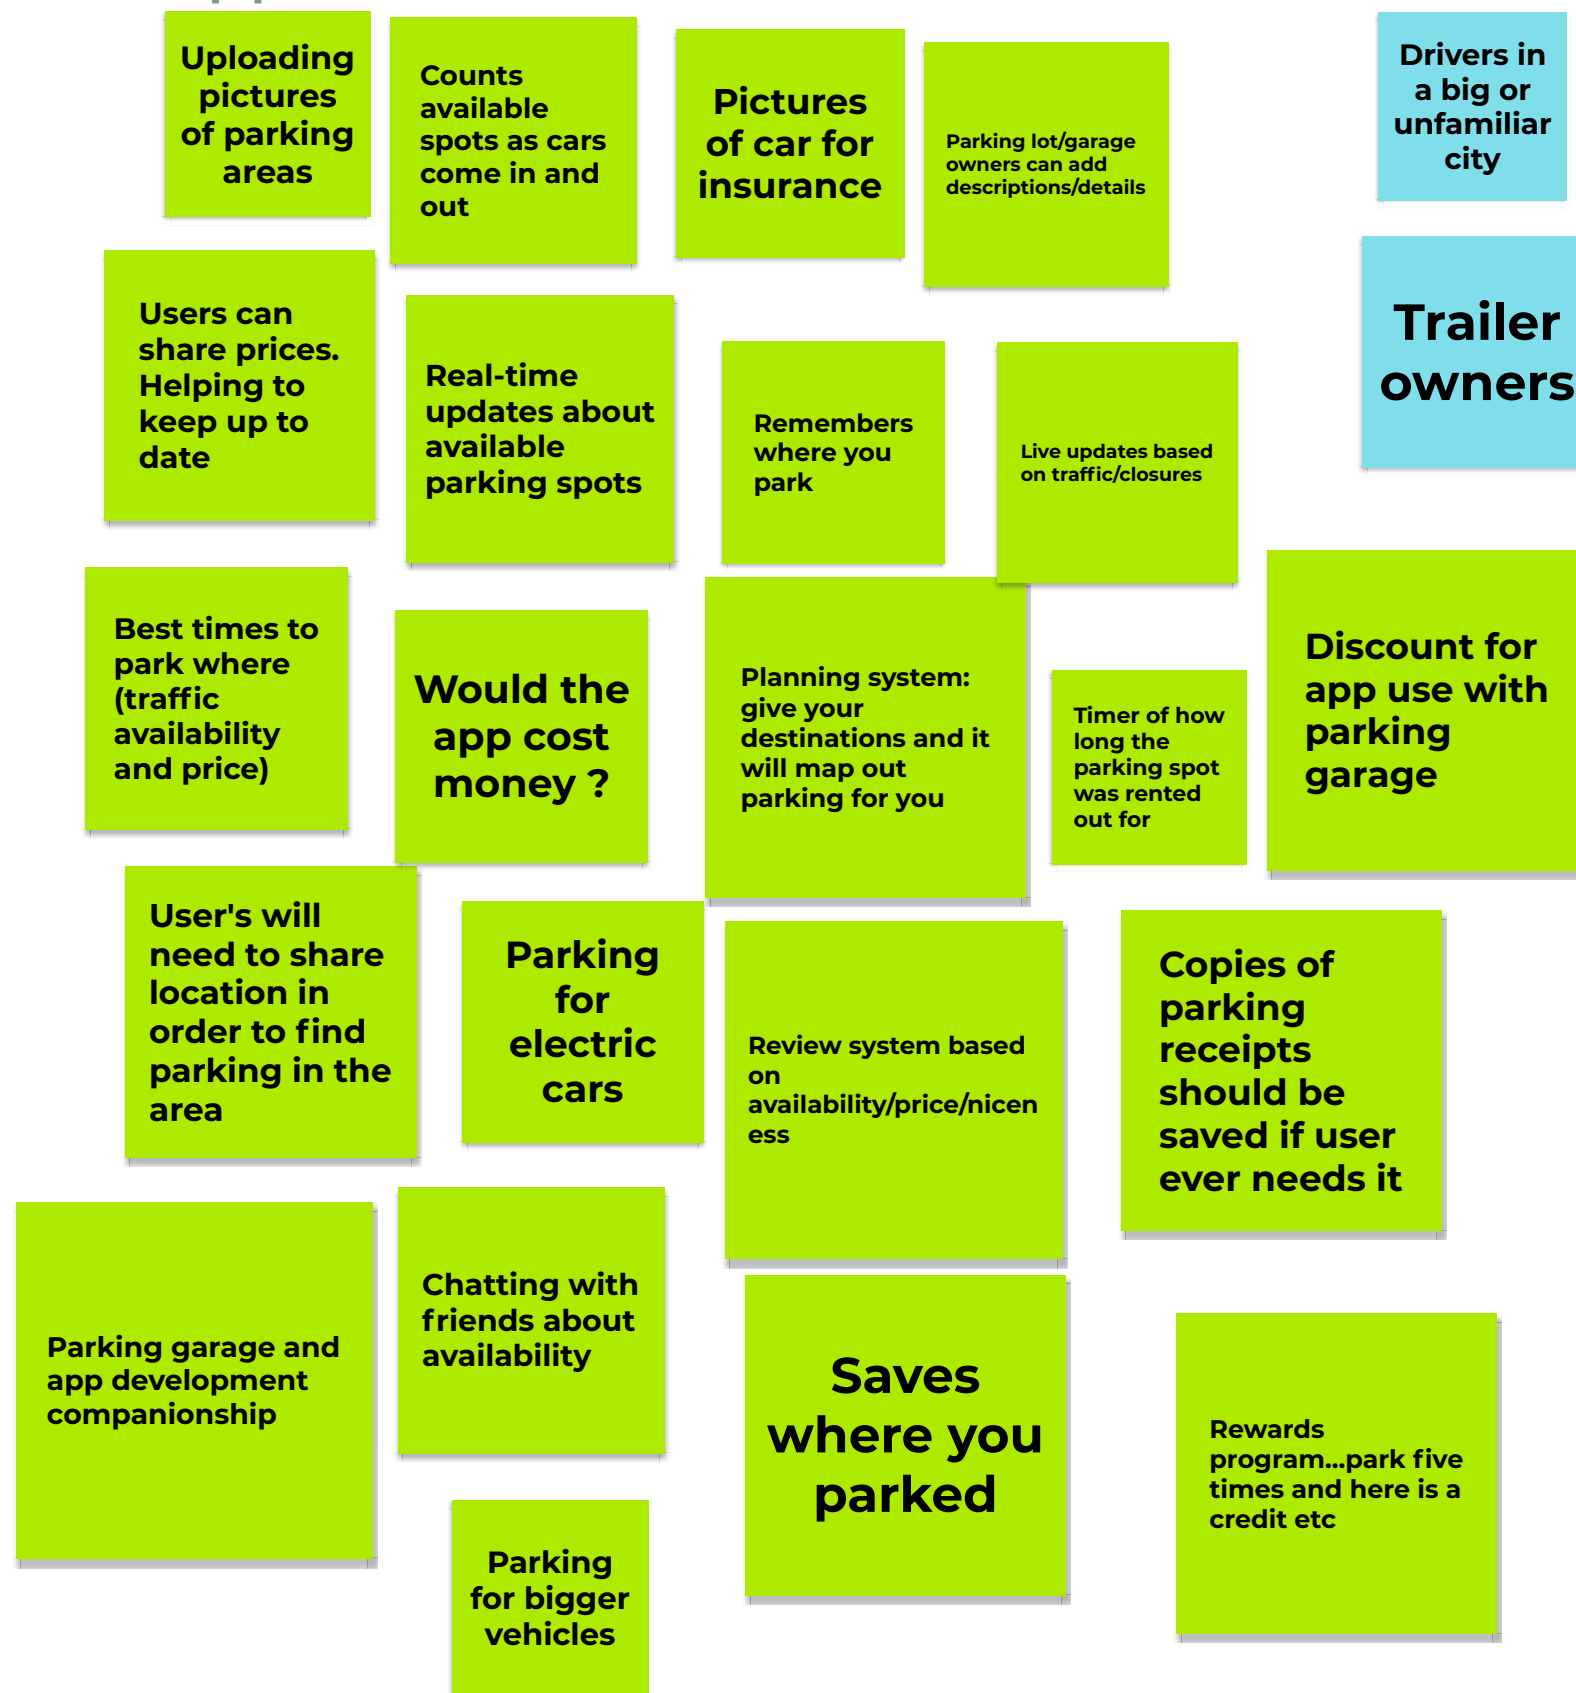 Uploading
pictures
of parking
areas
Counts
available
spots as cars
come in and
out
Pictures
of car for
insurance
Parking lot/garage
owners can add
descriptions/details
Drivers in
a big or
unfamiliar
city
Users can
share prices.
Helping to
keep up to
date
Real-time
updates about
available
parking spots
Remembers
where you
park
Live updates based
on traffic/closures
Trailer
owners
Best times to
park where
(traffic
availability
and price)
Would the
app cost
money ?
Planning system:
give your
destinations and it
will map out
parking for you
Timer of how
long the
parking spot
was rented
out for
Discount for
app use with
parking
garage
User's will
need to share
location in
order to find
parking in the
area
Parking
for
electric
cars
Review system based
on
availability/price/nicen
ess
Copies of
parking
receipts
should be
saved if user
ever needs it
Parking garage and
app development
companionship
Chatting with
friends about
availability
Saves
where you
parked
Rewards
program...park five
times and here is a
credit etc
Parking
for bigger
vehicles